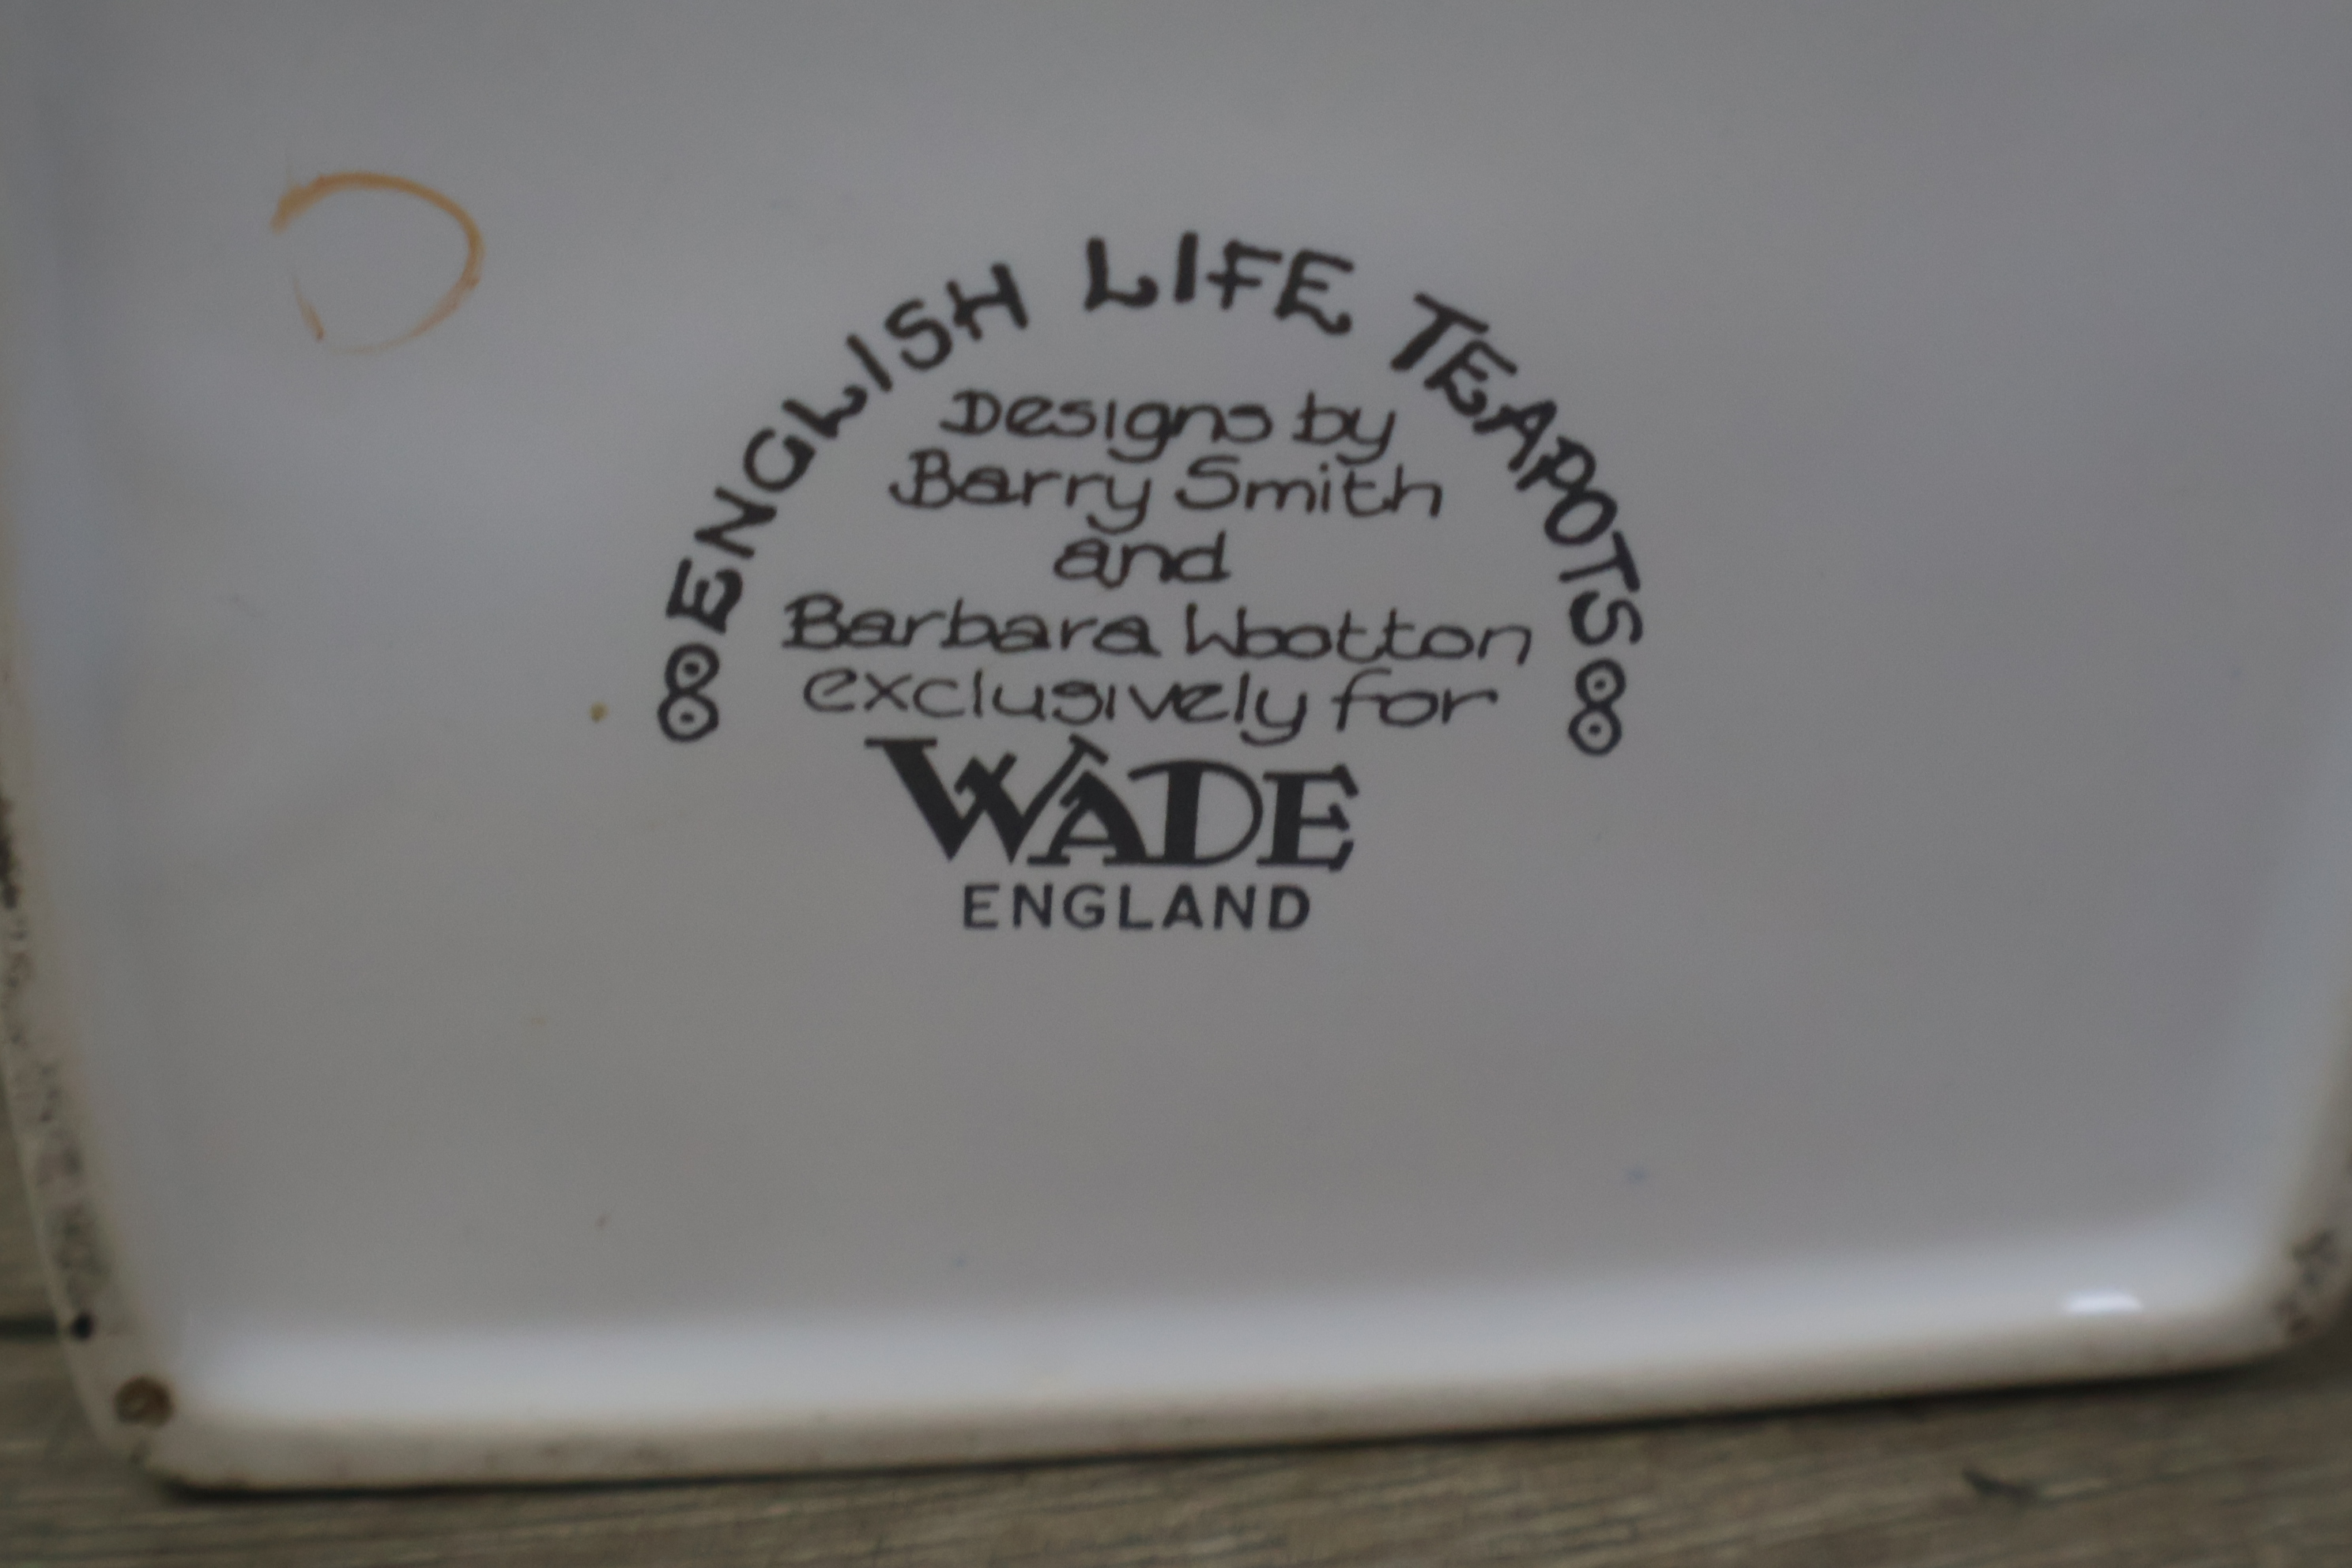 ENGLISH LIFE TEAPOTS
Designs by
Barry Smith
and
Barbara Wootton
exclusively for
WADE
ENGLAND